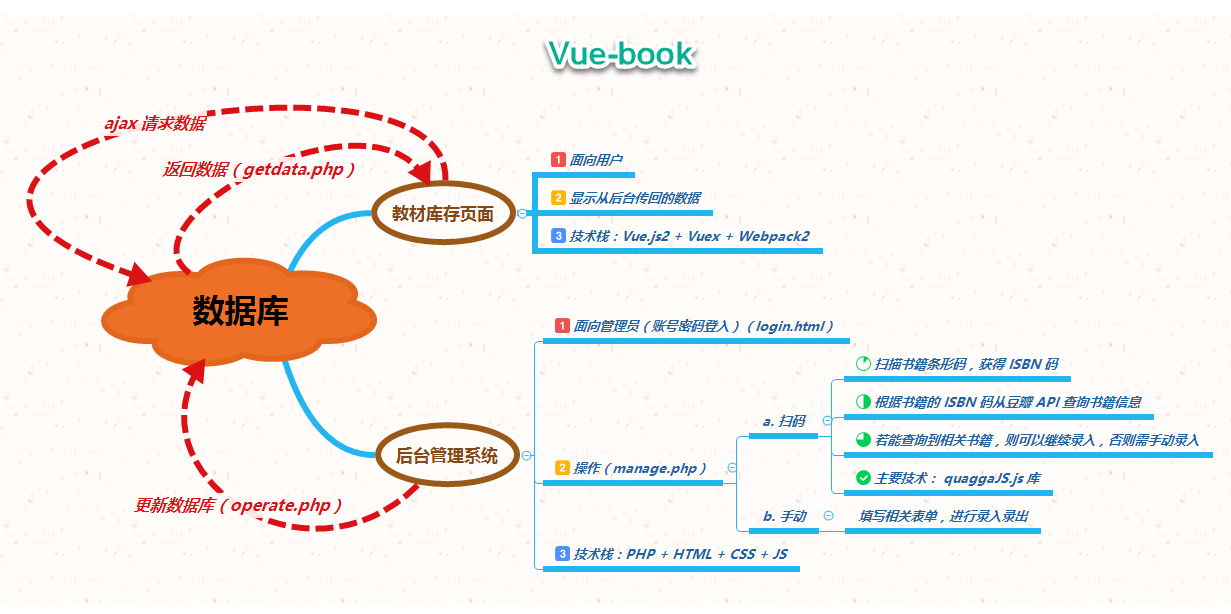 Vue-book
ajax 请求数据
返回数据（getdata.php）
教材库存页面
1 面向用户
2 显示从后台传回的数据
3 技术栈：Vue.js2 + Vuex + Webpack2
数据库
更新数据库（operate.php）
后台管理系统
1 面向管理员（账号密码登入）（login.html）
2 操作（manage.php）
a. 扫码
扫描书籍条形码，获得 ISBN 码
根据书籍的 ISBN 码从豆瓣 API 查询书籍信息
若能查询到相关书籍，则可以继续录入，否则需手动录入
主要技术： quaggaJS.js 库
b. 手动
填写相关表单，进行录入录出
3 技术栈：PHP + HTML + CSS + JS